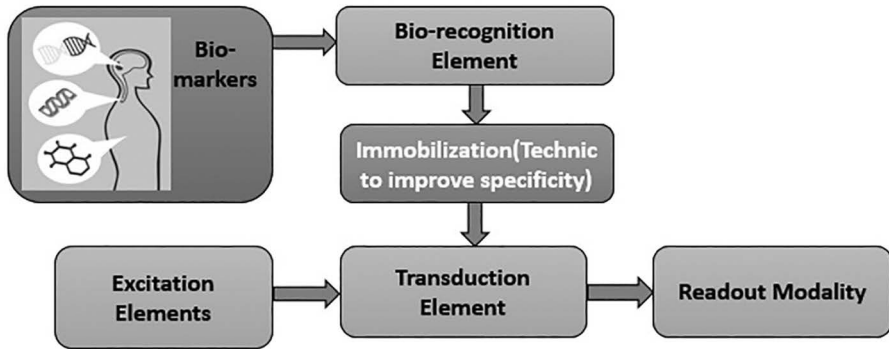 Bio-
markers
Bio-recognition
Element
Immobilization(Technic
to improve specificity)
Excitation
Elements
Transduction
Element
Readout Modality